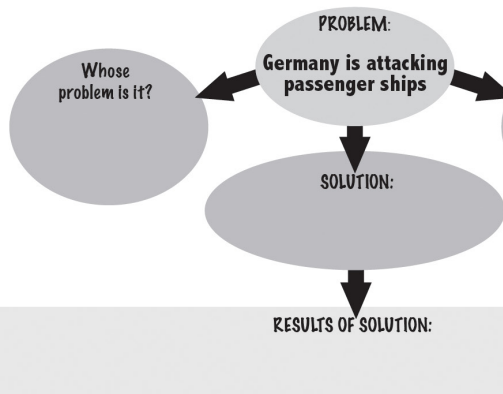 PROBLEM:
Germany is attacking
passenger ships
Whose
problem is it?
SOLUTION:
RESULTS OF SOLUTION: